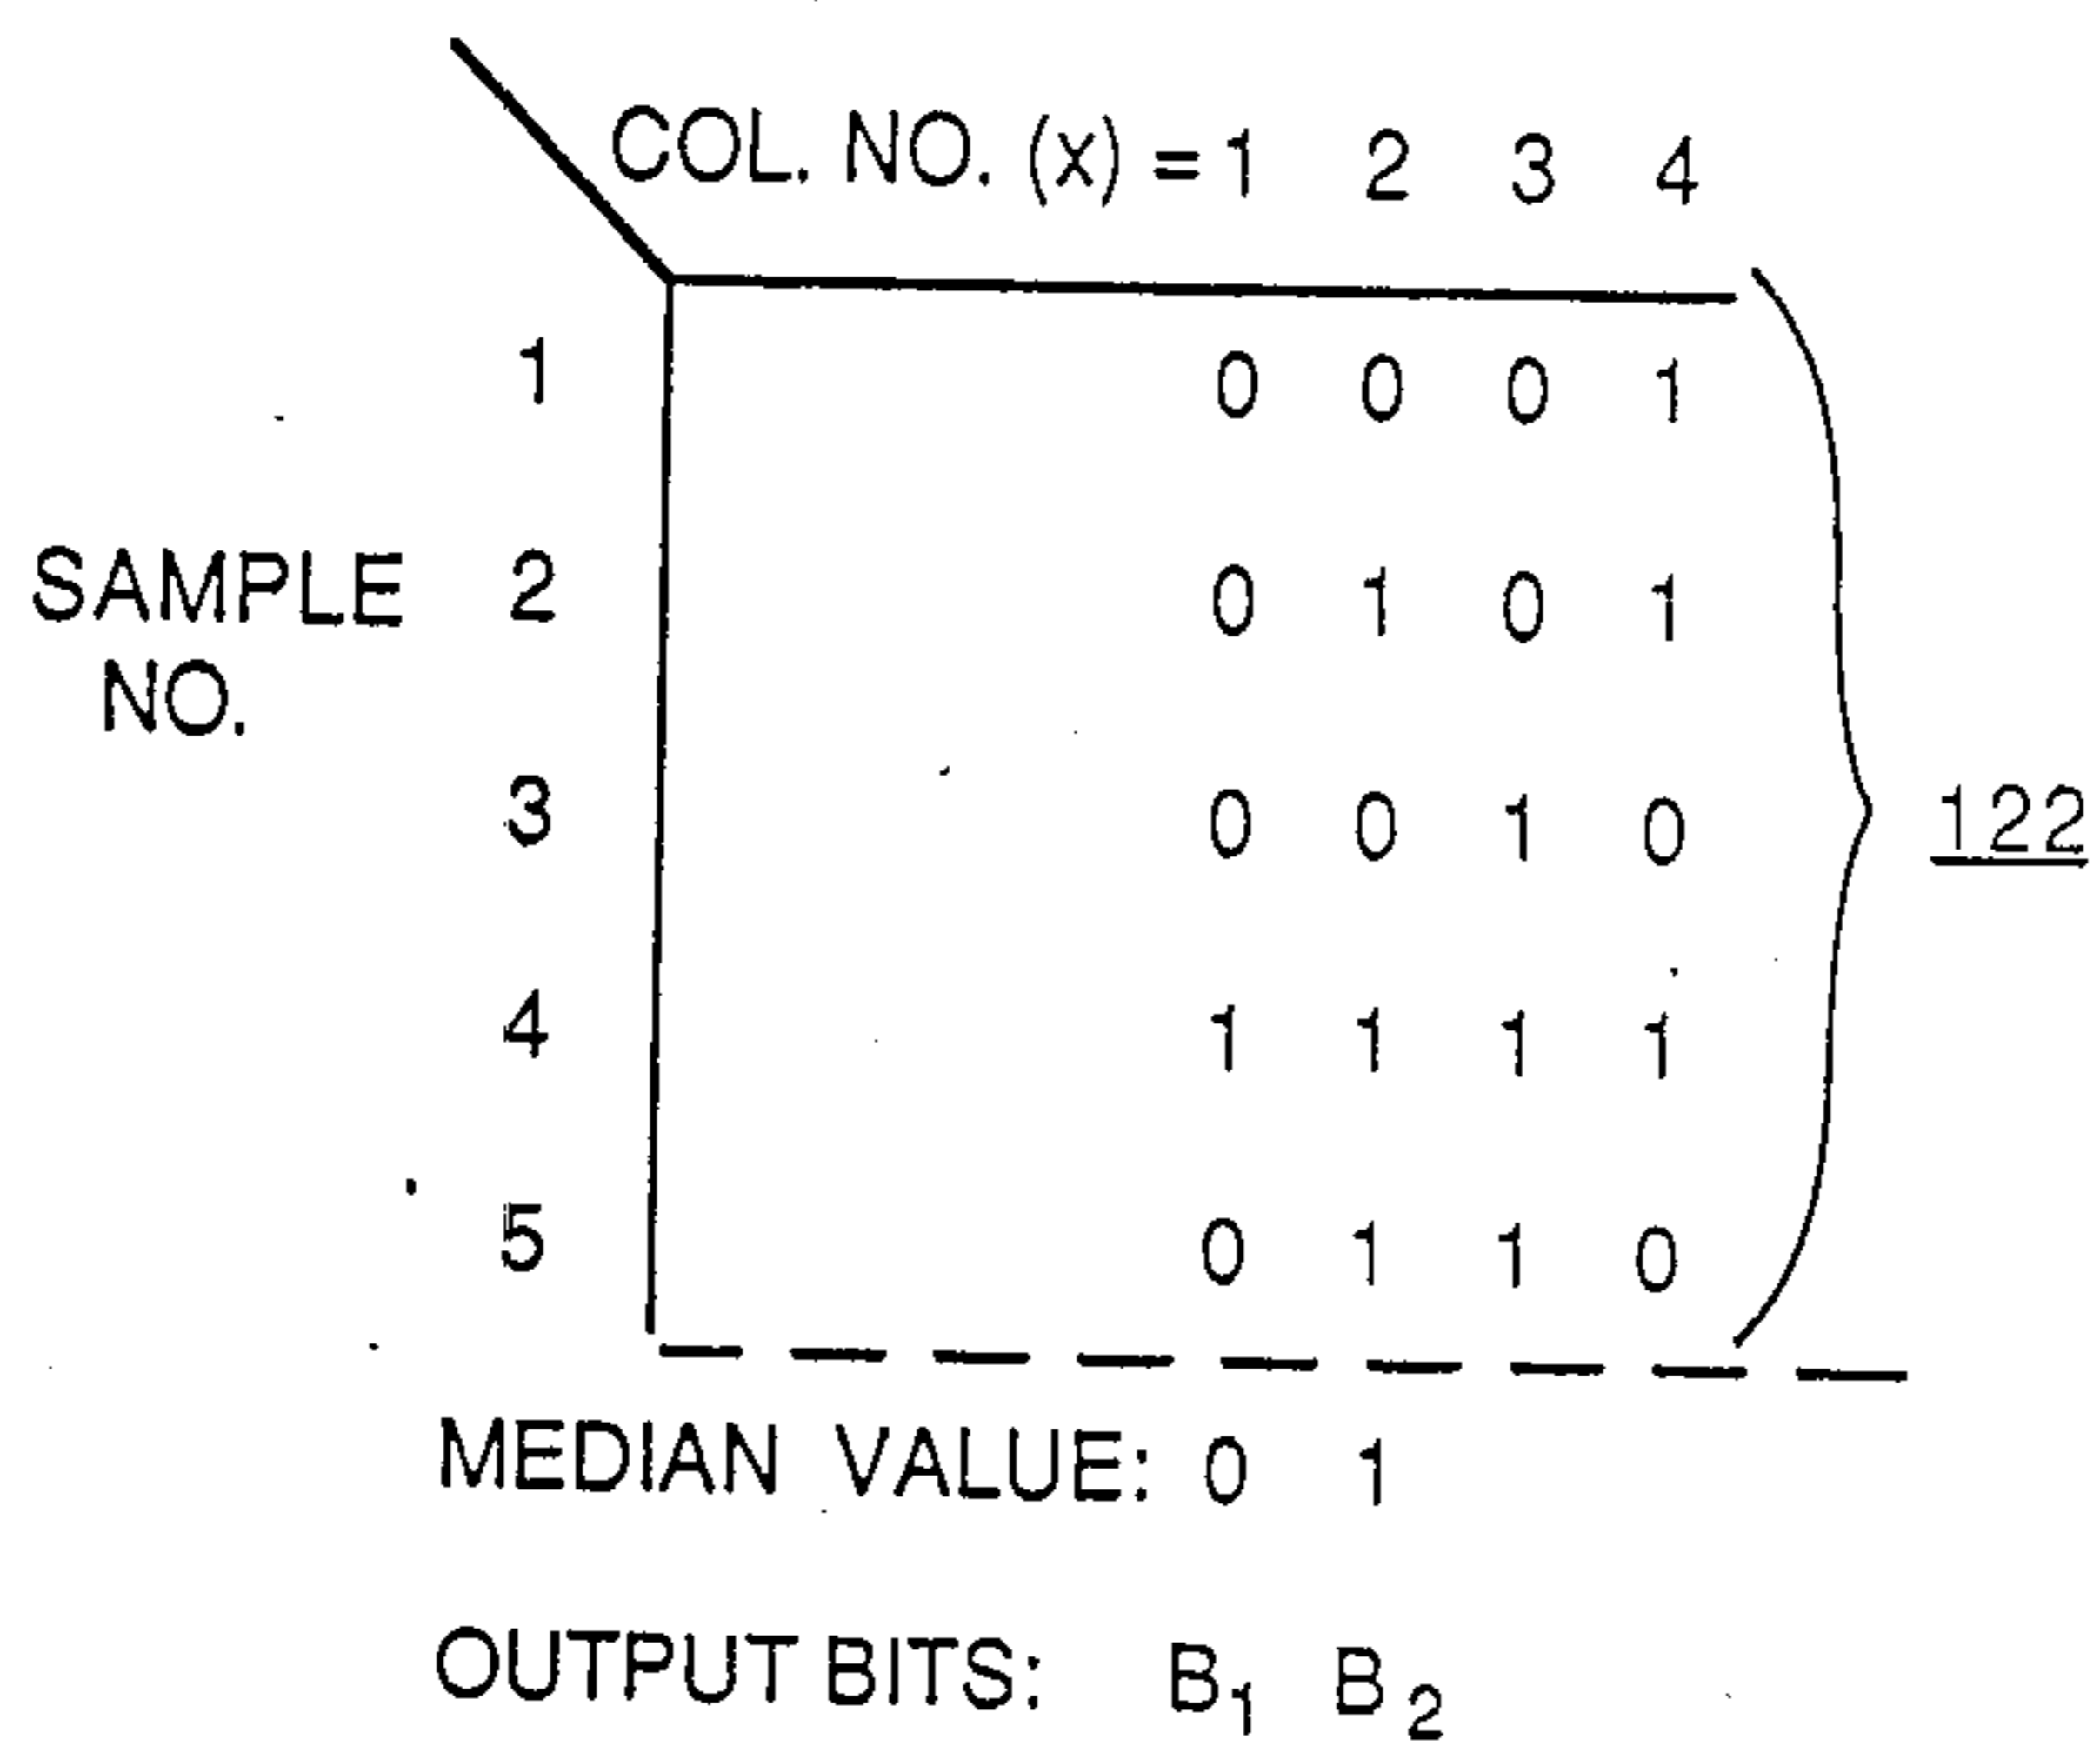 COL. NO. (x) = 1 2 3 4
1 0 0 0 1
SAMPLE NO. 2 0 1 0 1
3 0 0 1 0 122
4 1 1 1 1
5 0 1 1 0
MEDIAN VALUE: 0 1
OUTPUT BITS: B1 B2